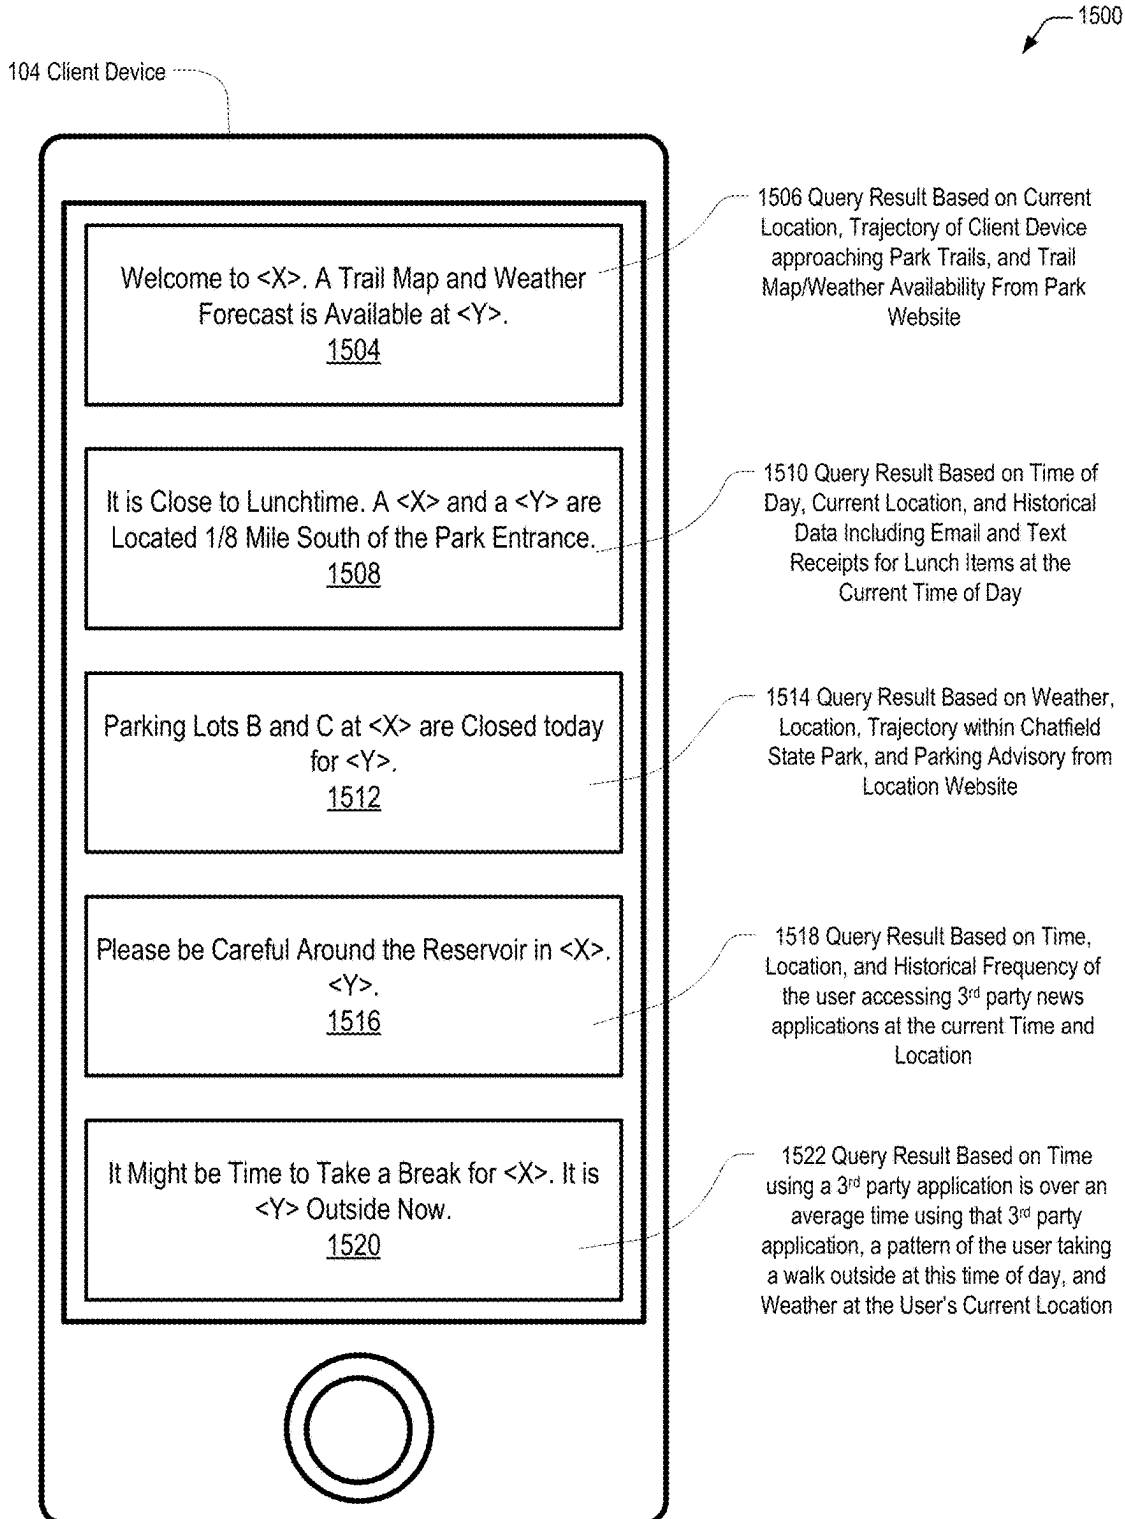 1500
104 Client Device
Welcome to <X>. A Trail Map and Weather
Forecast is Available at <Y>.
1504
1506 Query Result Based on Current
Location, Trajectory of Client Device
approaching Park Trails, and Trail
Map/Weather Availability From Park
Website
It is Close to Lunchtime. A <X> and a <Y> are
Located 1/8 Mile South of the Park Entrance.
1508
1510 Query Result Based on Time of
Day, Current Location, and Historical
Data Including Email and Text
Receipts for Lunch Items at the
Current Time of Day
Parking Lots B and C at <X> are Closed today
for <Y>.
1512
1514 Query Result Based on Weather,
Location, Trajectory within Chatfield
State Park, and Parking Advisory from
Location Website
Please be Careful Around the Reservoir in <X>.
<Y>.
1516
1518 Query Result Based on Time,
Location, and Historical Frequency of
the user accessing 3rd party news
applications at the current Time and
Location
It Might be Time to Take a Break for <X>. It is
<Y> Outside Now.
1520
1522 Query Result Based on Time
using a 3rd party application is over an
average time using that 3rd party
application, a pattern of the user taking
a walk outside at this time of day, and
Weather at the User's Current Location